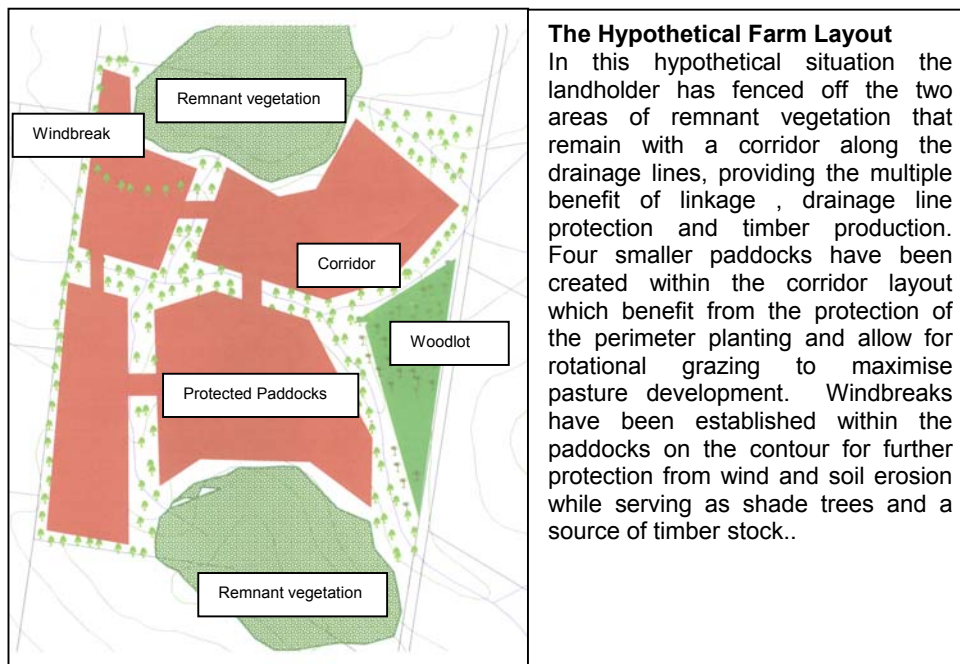 Remnant vegetation
Windbreak
Corridor
Woodlot
Protected Paddocks
Remnant vegetation
The Hypothetical Farm Layout
In this hypothetical situation the
landholder has fenced off the two
areas of remnant vegetation that
remain with a corridor along the
drainage lines, providing the multiple
benefit of linkage , drainage line
protection and timber production.
Four smaller paddocks have been
created within the corridor layout
which benefit from the protection of
the perimeter planting and allow for
rotational grazing to maximise
pasture development. Windbreaks
have been established within the
paddocks on the contour for further
protection from wind and soil erosion
while serving as shade trees and a
source of timber stock..